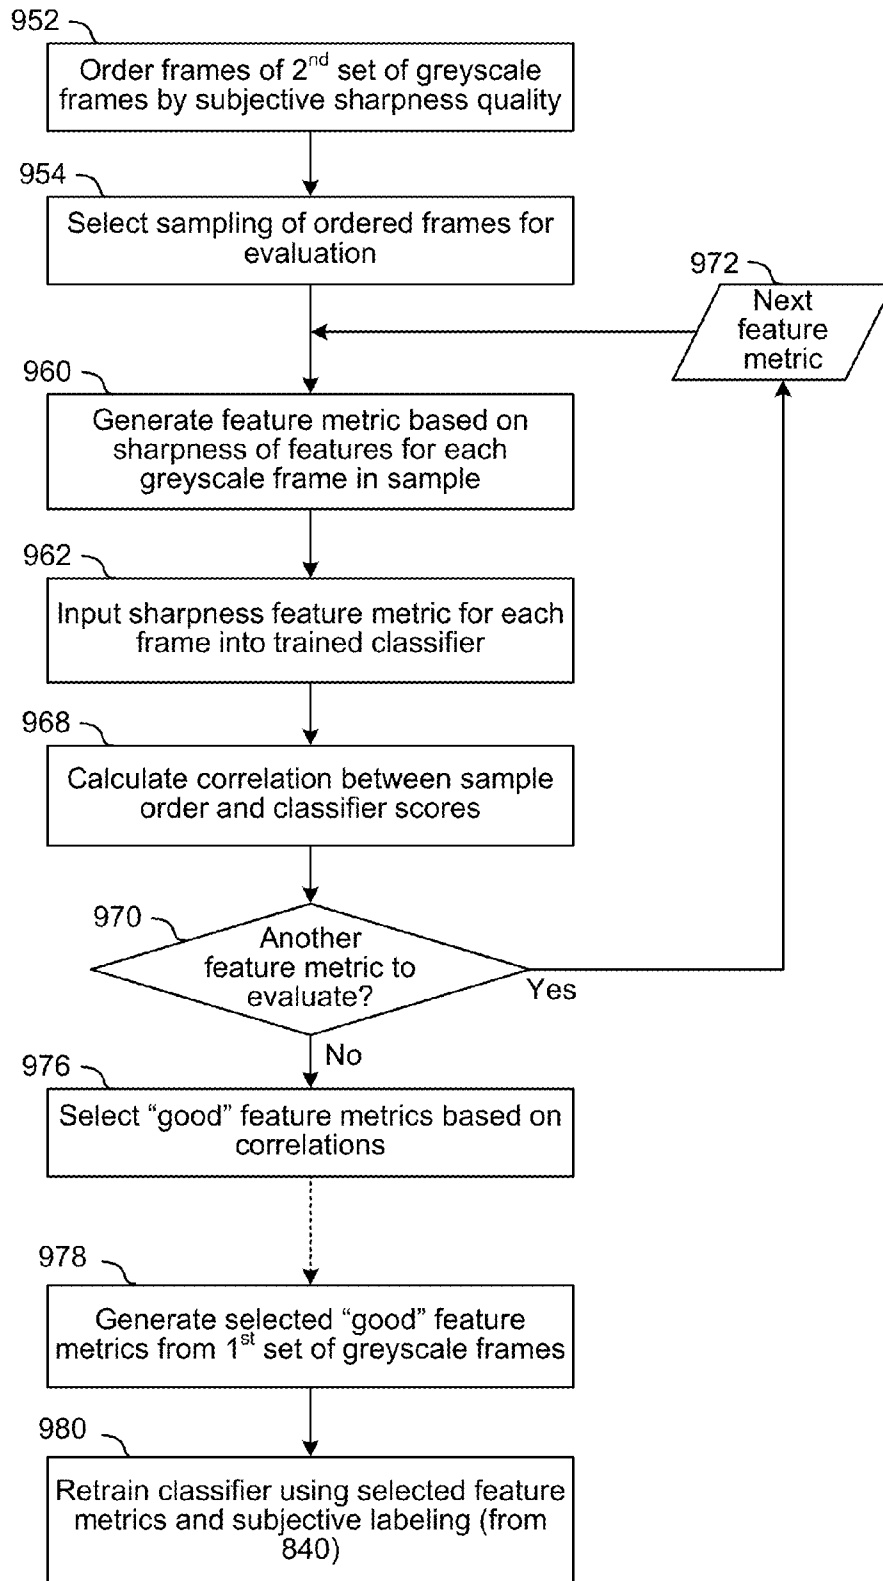 952
Order frames of 2nd set of greyscale
frames by subjective sharpness quality
954
Select sampling of ordered frames for
evaluation
972
Next
feature
metric
960
Generate feature metric based on
sharpness of features for each
greyscale frame in sample
962
Input sharpness feature metric for each
frame into trained classifier
968
Calculate correlation between sample
order and classifier scores
970
Another
feature metric to
evaluate?
Yes
No
976
Select “good” feature metrics based on
correlations
978
Generate selected “good” feature
metrics from 1st set of greyscale frames
980
Retrain classifier using selected feature
metrics and subjective labeling (from
840)